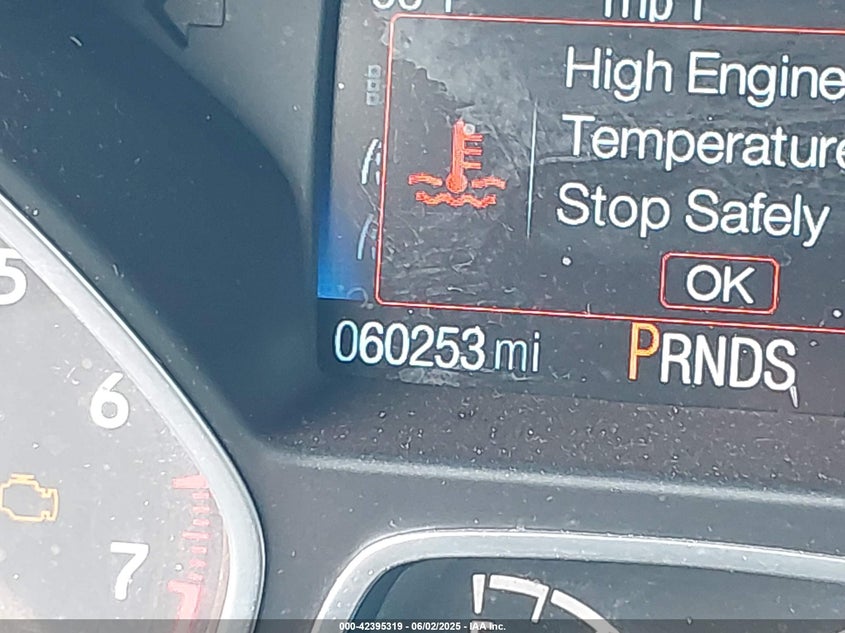 High Engine
Temperature
Stop Safely
OK
060253 mi
PRNDS
5
6
7
000-42395319 - 06/02/2025 - IAA Inc.